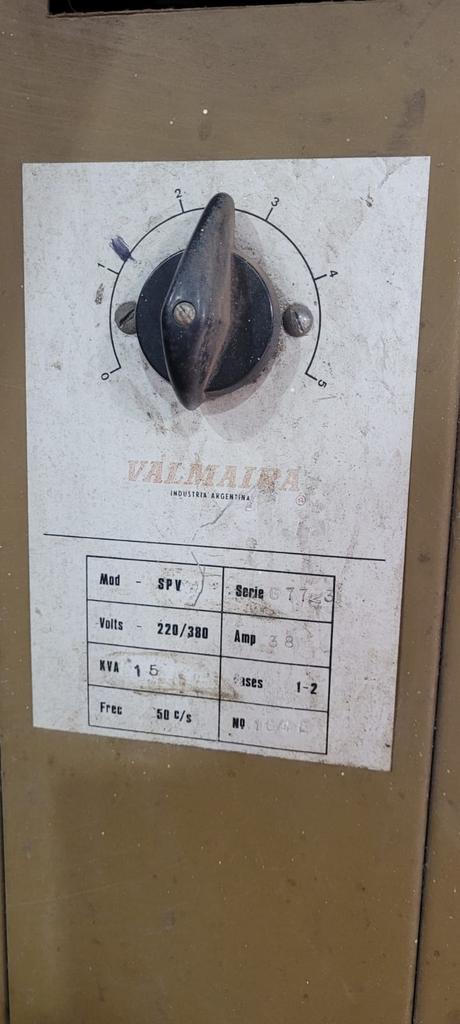 0 1 2 3 4 5
VALMAIRA
INDUSTRIA ARGENTINA
®
Mod - SPV Serie
Volts - 220/380 Amp 38
KVA 15 1-2
Frec 50 c/s Nº